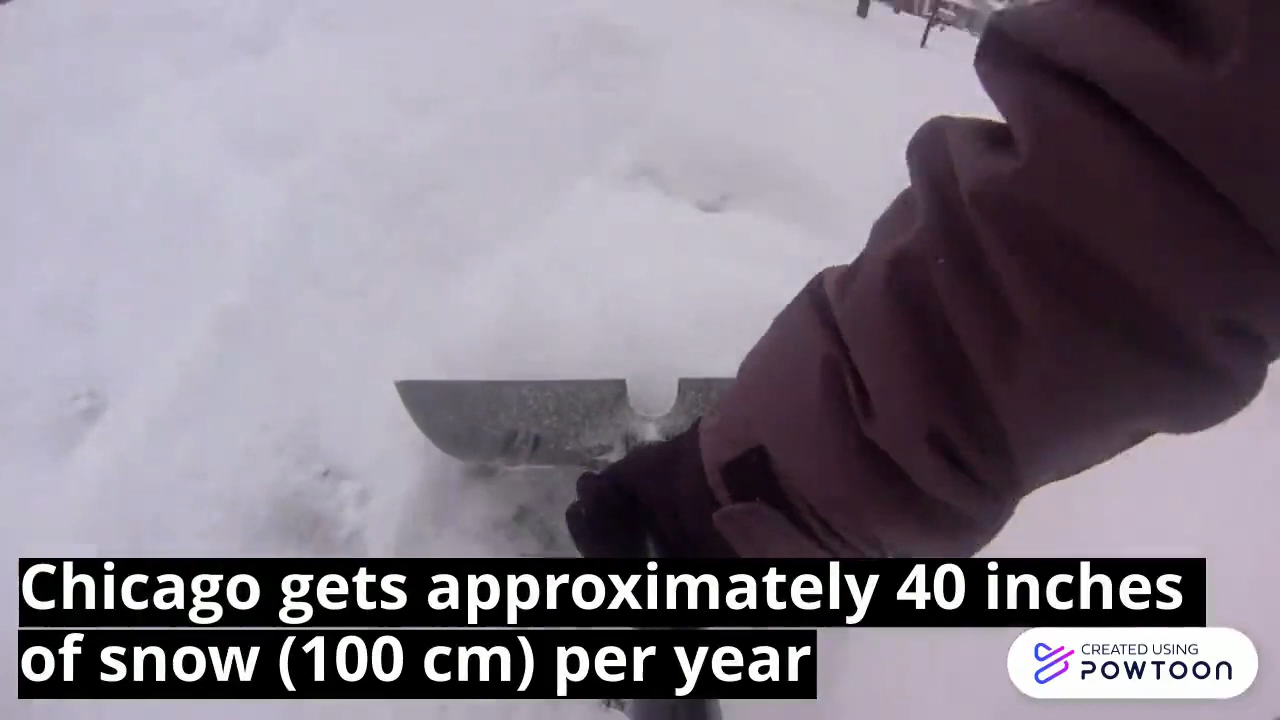 Chicago gets approximately 40 inches
of snow (100 cm) per year
CREATED USING
POWTOON